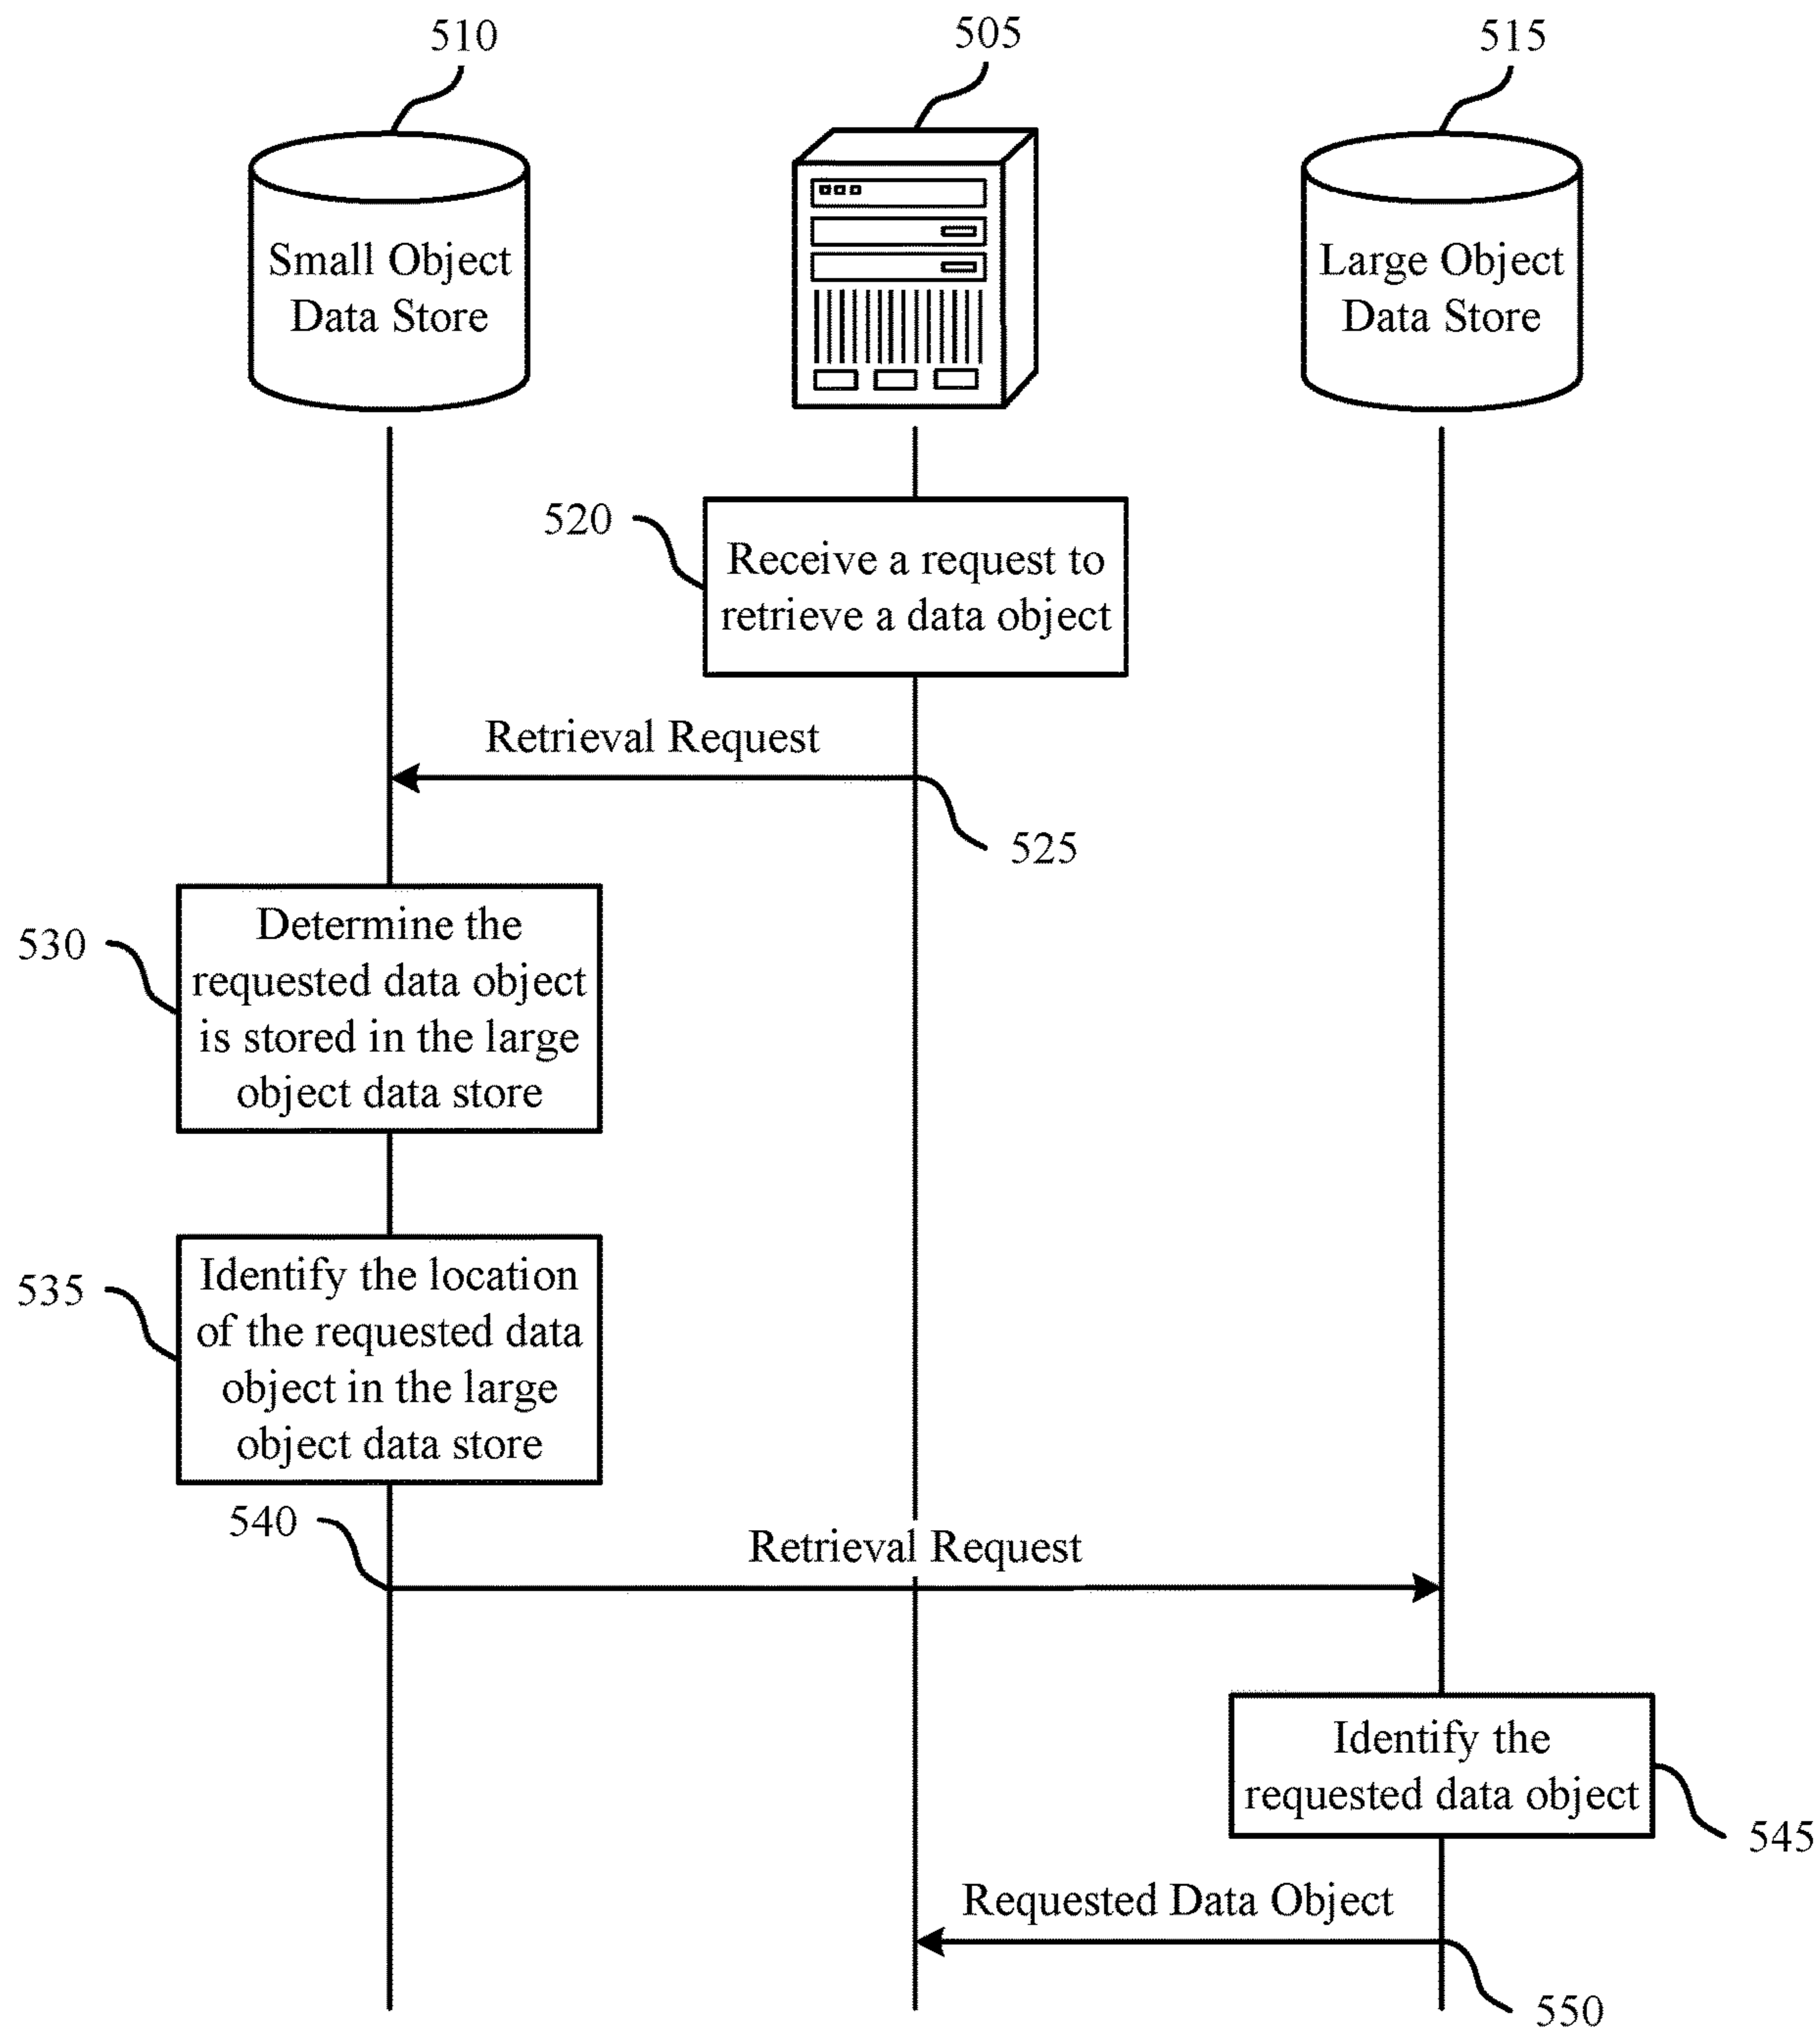 510
505
515
Small Object
Data Store
Large Object
Data Store
520
Receive a request to
retrieve a data object
Retrieval Request
525
530
Determine the
requested data object
is stored in the large
object data store
535
Identify the location
of the requested data
object in the large
object data store
540
Retrieval Request
Identify the
requested data object
545
Requested Data Object
550